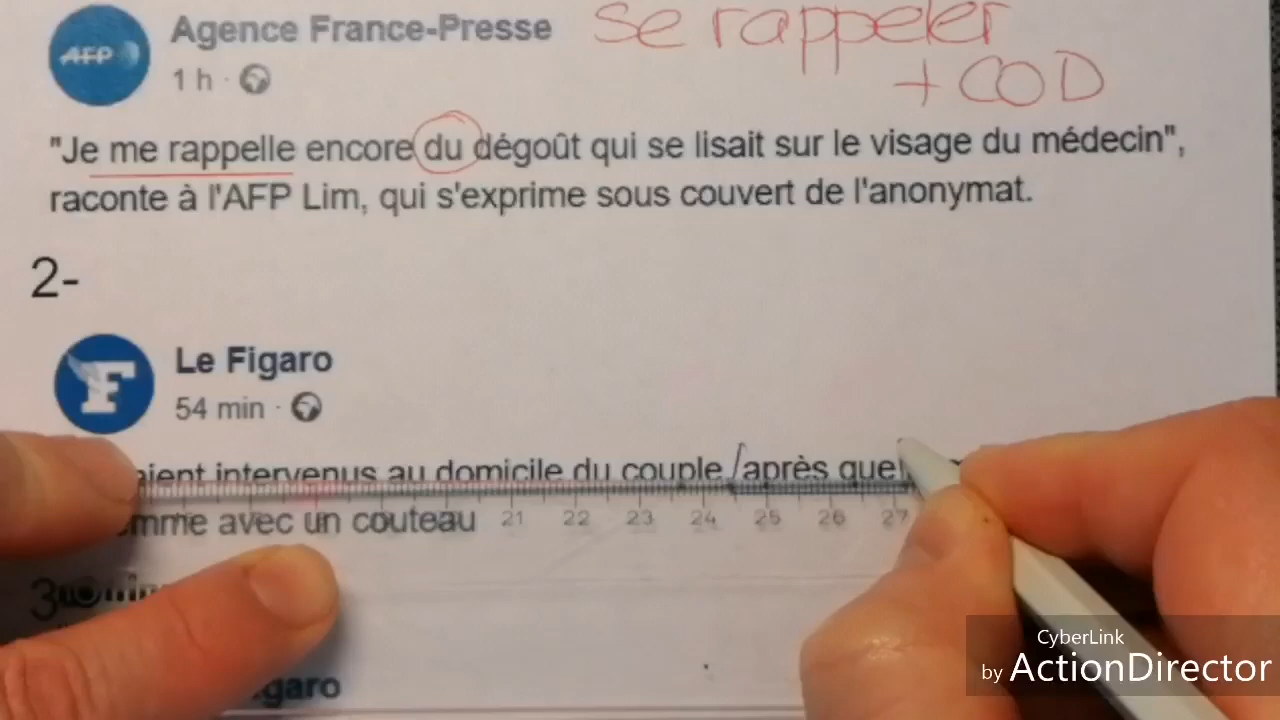 AFP Agence France-Presse se rappeler
1 h · + COD
"Je me rappelle encore du dégoût qui se lisait sur le visage du médecin",
raconte à l'AFP Lim, qui s'exprime sous couvert de l'anonymat.
2-
F Le Figaro
54 min ·
intervenus au domicile du couple, après
avec un couteau 21 22 23 24 25 26 27
3
CyberLink
by ActionDirector